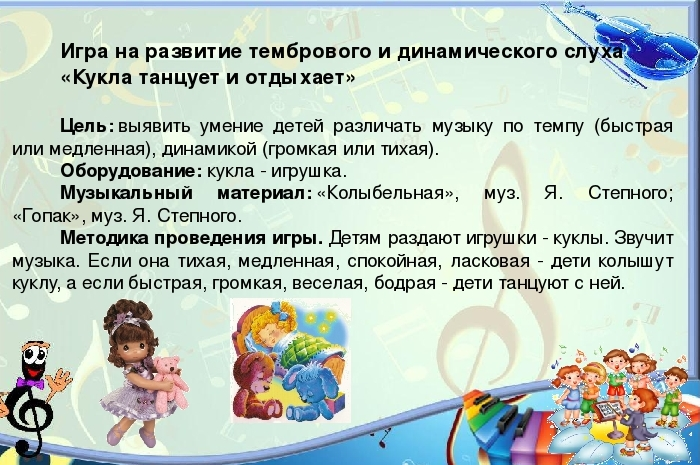 Игра на развитие тембрового и динамического слуха
«Кукла танцует и отдыхает»
Цель: выявить умение детей различать музыку по темпу (быстрая
или медленная), динамикой (громкая или тихая).
Оборудование: кукла - игрушка.
Музыкальный материал: «Колыбельная», муз. Я. Степного;
«Гопак», муз. Я. Степного.
Методика проведения игры. Детям раздают игрушки - куклы. Звучит
музыка. Если она тихая, медленная, спокойная, ласковая - дети колышут
куклу, а если быстрая, громкая, веселая, бодрая - дети танцуют с ней.